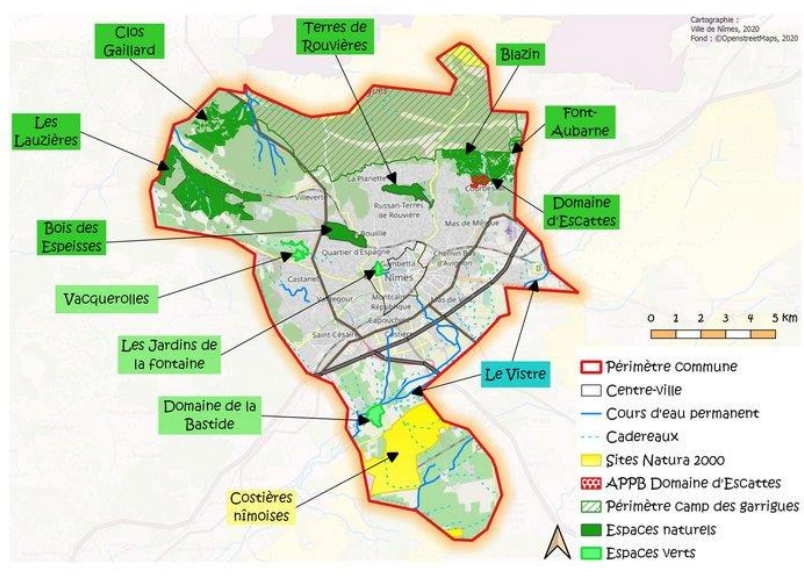 Cartographie :
Ville de Nîmes, 2020
Fond : ©OpenstreetMaps, 2020
Clos
Gaillard
Terres de
Rouvières
Blazin
Les
Lauzières
Font-
Aubarne
Domaine
d'Escattes
Bois des
Espeisses
Vacquerolles
Les Jardins de
la fontaine
Domaine de la
Bastide
Costières
nîmoises
Le Vistre
La Planette
Russan-Terres
de Rouvière
Villeverte
Mas de Mingue
Quartier d'Espagne
Chemin Bas
d'Avignon
Gambetta
Nîmes
Castanet
Montcalm
République
Saint-Césaire
0 1 2 3 4 5 km
Périmètre commune
Centre-Ville
Cours d'eau permanent
Cadereaux
Sites Natura 2000
APPB Domaine d'Escattes
Périmètre Camp des garrigues
Espaces naturels
Espaces verts